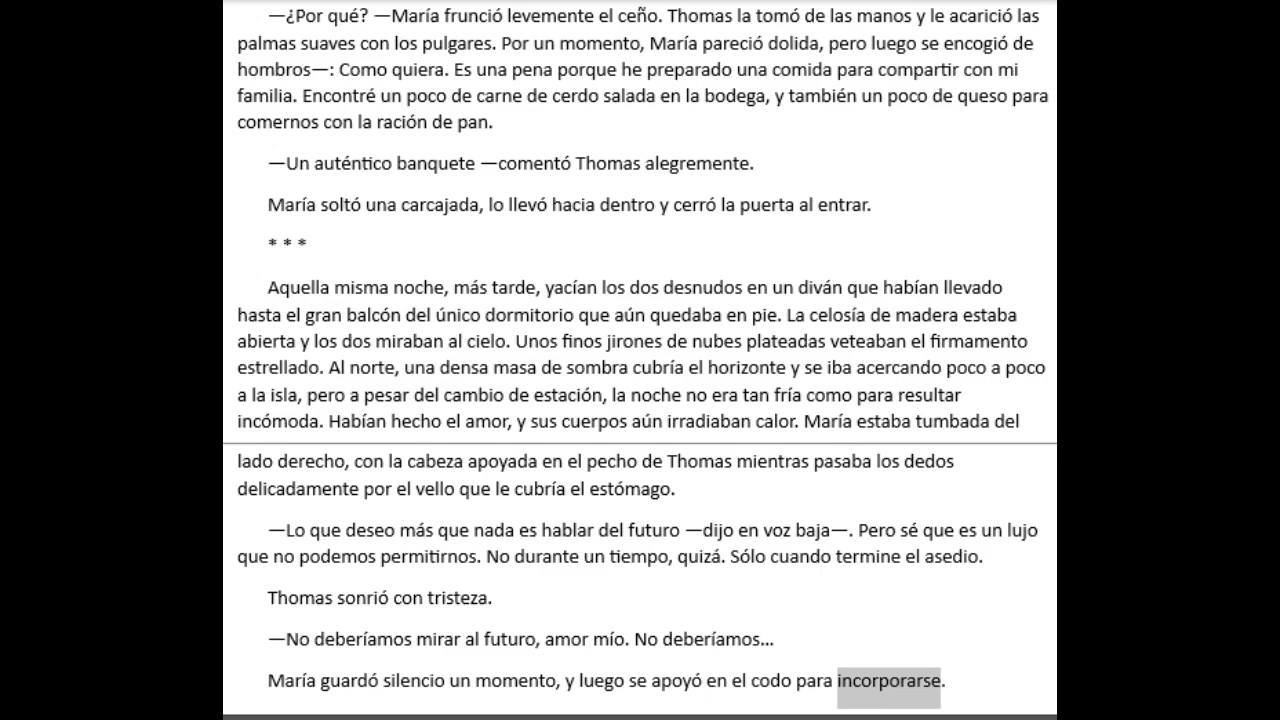 —¿Por qué? —María frunció levemente el ceño. Thomas la tomó de las manos y le acarició las
palmas suaves con los pulgares. Por un momento, María pareció dolida, pero luego se encogió de
hombros—: Como quiera. Es una pena porque he preparado una comida para compartir con mi
familia. Encontré un poco de carne de cerdo salada en la bodega, y también un poco de queso para
comernos con la ración de pan.
—Un auténtico banquete —comentó Thomas alegremente.
María soltó una carcajada, lo llevó hacia dentro y cerró la puerta al entrar.
* * *
Aquella misma noche, más tarde, yacían los dos desnudos en un diván que habían llevado
hasta el gran balcón del único dormitorio que aún quedaba en pie. La celosía de madera estaba
abierta y los dos miraban al cielo. Unos finos jirones de nubes plateadas veteaban el firmamento
estrellado. Al norte, una densa masa de sombra cubría el horizonte y se iba acercando poco a poco
a la isla, pero a pesar del cambio de estación, la noche no era tan fría como para resultar
incómoda. Habían hecho el amor, y sus cuerpos aún irradiaban calor. María estaba tumbada del
lado derecho, con la cabeza apoyada en el pecho de Thomas mientras pasaba los dedos
delicadamente por el vello que le cubría el estómago.
—Lo que deseo más que nada es hablar del futuro —dijo en voz baja—. Pero sé que es un lujo
que no podemos permitirnos. No durante un tiempo, quizá. Sólo cuando termine el asedio.
Thomas sonrió con tristeza.
—No deberíamos mirar al futuro, amor mío. No deberíamos…
María guardó silencio un momento, y luego se apoyó en el codo para incorporarse.